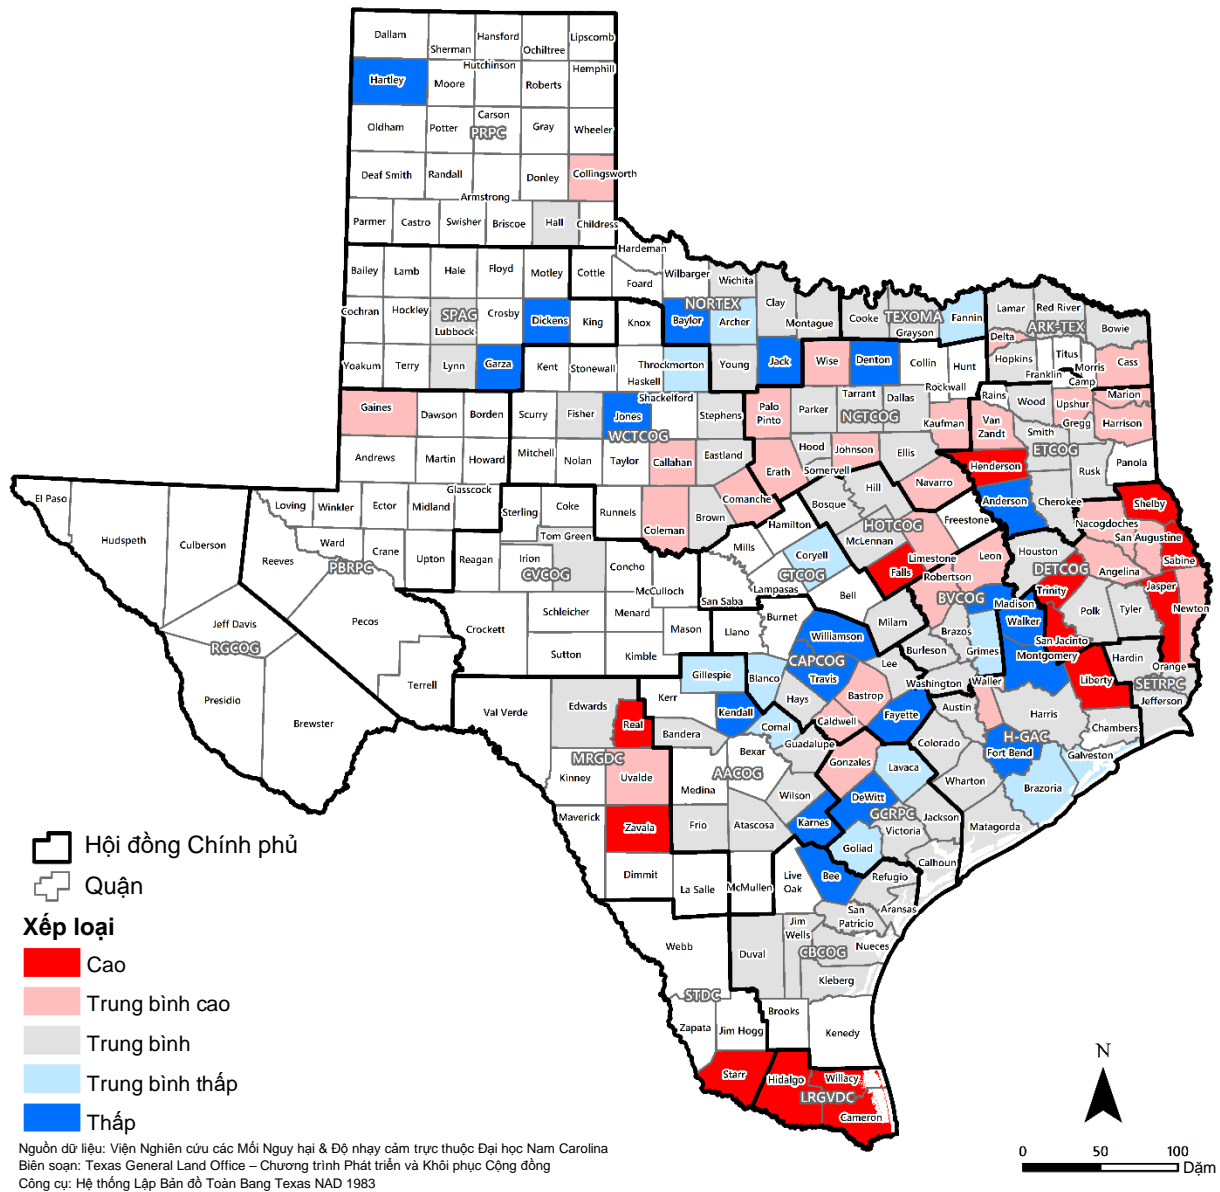 Dallam
Sherman
Hansford
Ochiltree
Lipscomb
Hartley
Moore
Hutchinson
Roberts
Hemphill
Oldham
Potter
Carson
PRPC
Gray
Wheeler
Deaf Smith
Randall
Armstrong
Donley
Collingsworth
Parmer
Castro
Swisher
Briscoe
Hall
Childress
Bailey
Lamb
Hale
Floyd
Motley
Cottle
Hardeman
Foard
Wilbarger
Wichita
Cochran
Hockley
SPAG
Lubbock
Crosby
Dickens
King
Knox
NORTEX
Baylor
Archer
Clay
Montague
Cooke
TEXOMA
Grayson
Fannin
Lamar
Red River
ARK-TEX
Bowie
Delta
Yoakum
Terry
Lynn
Garza
Kent
Stonewall
Haskell
Throckmorton
Young
Jack
Wise
Denton
Collin
Hunt
Rockwall
Hopkins
Franklin
Titus
Morris
Camp
Cass
Gaines
Dawson
Borden
Scurry
Fisher
Jones
Shackelford
Stephens
WCTCOG
Palo
Pinto
Parker
Tarrant
NCTCOG
Dallas
Kaufman
Rains
Van
Zandt
Wood
Upshur
Marion
Gregg
Harrison
Smith
ETCOG
Andrews
Martin
Howard
Mitchell
Nolan
Taylor
Callahan
Eastland
Erath
Hood
Somervell
Johnson
Ellis
Navarro
Henderson
Rusk
Panola
El Paso
Hudspeth
Culberson
Loving
Winkler
Ector
Midland
Glasscock
Sterling
Coke
Runnels
Coleman
Brown
Comanche
Hamilton
Bosque
Hill
HOTCOG
McLennan
Freestone
Anderson
Cherokee
Shelby
Nacogdoches
San Augustine
Sabine
Reeves
Ward
Crane
Upton
PBRPC
Reagan
Irion
Tom Green
CVCOG
Concho
McCulloch
Mills
San Saba
Lampasas
CTCOG
Coryell
Bell
Falls
Limestone
Robertson
Leon
Houston
DETCOG
Angelina
Trinity
Jasper
Newton
Jeff Davis
RGCOG
Pecos
Crockett
Schleicher
Menard
Mason
Sutton
Kimble
Llano
Burnet
Williamson
Milam
BVCOG
Brazos
Burleson
Madison
Walker
Grimes
San Jacinto
Polk
Tyler
Hardin
Orange
SETRPC
Jefferson
Presidio
Brewster
Terrell
Val Verde
Edwards
Real
Kerr
Gillespie
Blanco
CAPCOG
Travis
Lee
Washington
Waller
Montgomery
Liberty
Kendall
Bandera
Comal
Hays
Bastrop
Caldwell
Fayette
Austin
Harris
Chambers
H-GAC
MRGDC
Kinney
Uvalde
Medina
AACOG
Bexar
Guadalupe
Gonzales
Lavaca
Colorado
Fort Bend
Galveston
Brazoria
Maverick
Zavala
Frio
Atascosa
Wilson
Karnes
DeWitt
GCRPC
Victoria
Jackson
Wharton
Matagorda
Calhoun
Goliad
Dimmit
La Salle
McMullen
Live
Oak
Bee
Refugio
Aransas
San
Patricio
Jim
Wells
Nueces
CBCOG
Kleberg
Webb
Duval
STDC
Zapata
Jim Hogg
Brooks
Kenedy
Starr
Hidalgo
Willacy
LRGVDC
Cameron
Hội đồng Chính phủ
Quận
Xếp loại
Cao
Trung bình cao
Trung bình
Trung bình thấp
Thấp
N
0 50 100
Dặm
Nguồn dữ liệu: Viện Nghiên cứu các Mối Nguy hại & Độ nhạy cảm trực thuộc Đại học Nam Carolina
Biên soạn: Texas General Land Office – Chương trình Phát triển và Khôi phục Cộng đồng
Công cụ: Hệ thống Lập Bản đồ Toàn Bang Texas NAD 1983